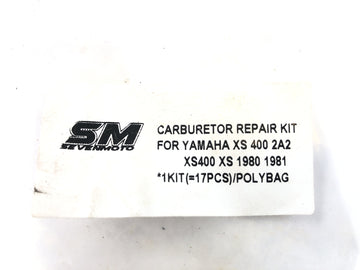 SM
SEVENMOTO
CARBURETOR REPAIR KIT
FOR YAMAHA XS 400 2A2
XS400 XS 1980 1981
*1KIT(=17PCS)/POLYBAG